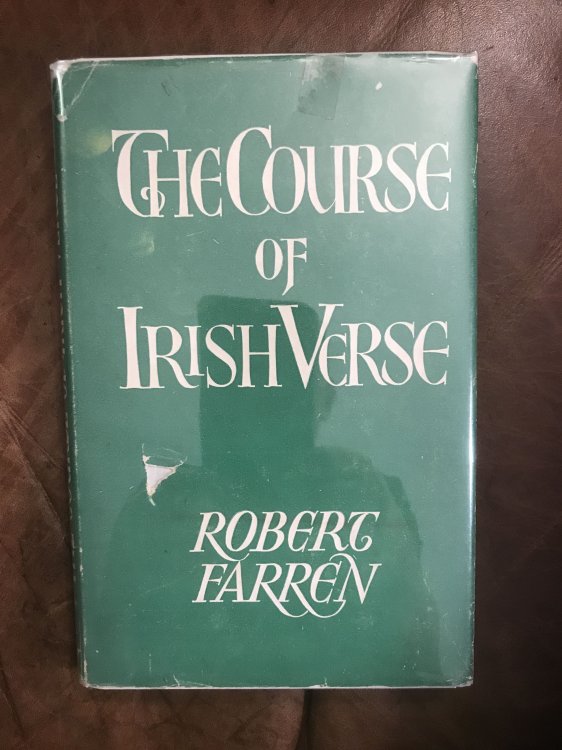 THE COURSE
OF
IRISH VERSE
ROBERT
FARREN